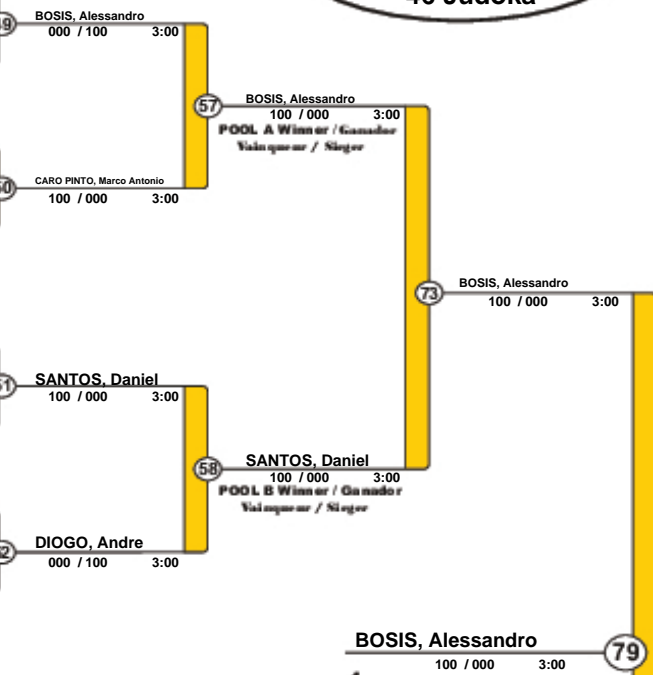 BOSIS, Alessandro
000 / 100 3:00
57
BOSIS, Alessandro
100 / 000 3:00
POOL A Winner / Ganador
Vainqueur / Sieger
CARO PINTO, Marco Antonio
100 / 000 3:00
73
BOSIS, Alessandro
100 / 000 3:00
SANTOS, Daniel
100 / 000 3:00
58
SANTOS, Daniel
100 / 000 3:00
POOL B Winner / Ganador
Vainqueur / Sieger
DIOGO, Andre
000 / 100 3:00
BOSIS, Alessandro
79
100 / 000 3:00